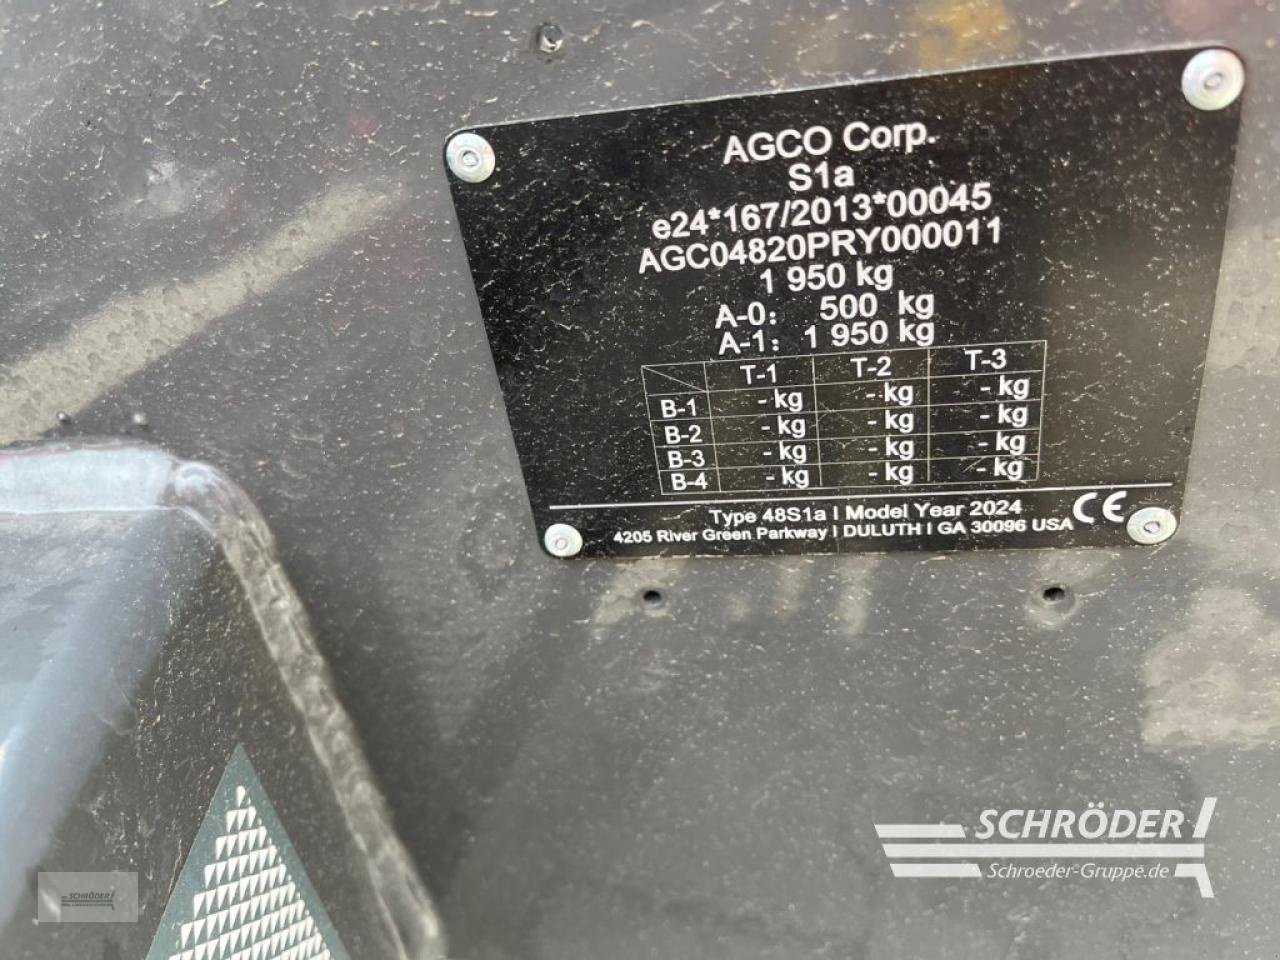 AGCO Corp.
S1a
e24*167/2013*00045
AGC04820PRY000011
1 950 kg
A-0: 500 kg
A-1: 1 950 kg
T-1 T-2 T-3
B-1 - kg - kg - kg
B-2 - kg - kg - kg
B-3 - kg - kg - kg
B-4 - kg - kg - kg
Type 48S1a I Model Year 2024
4205 River Green Parkway I DULUTH I GA 30096 USA
CE
SCHRÖDER
Schroeder-Gruppe.de
SCHRÖDER